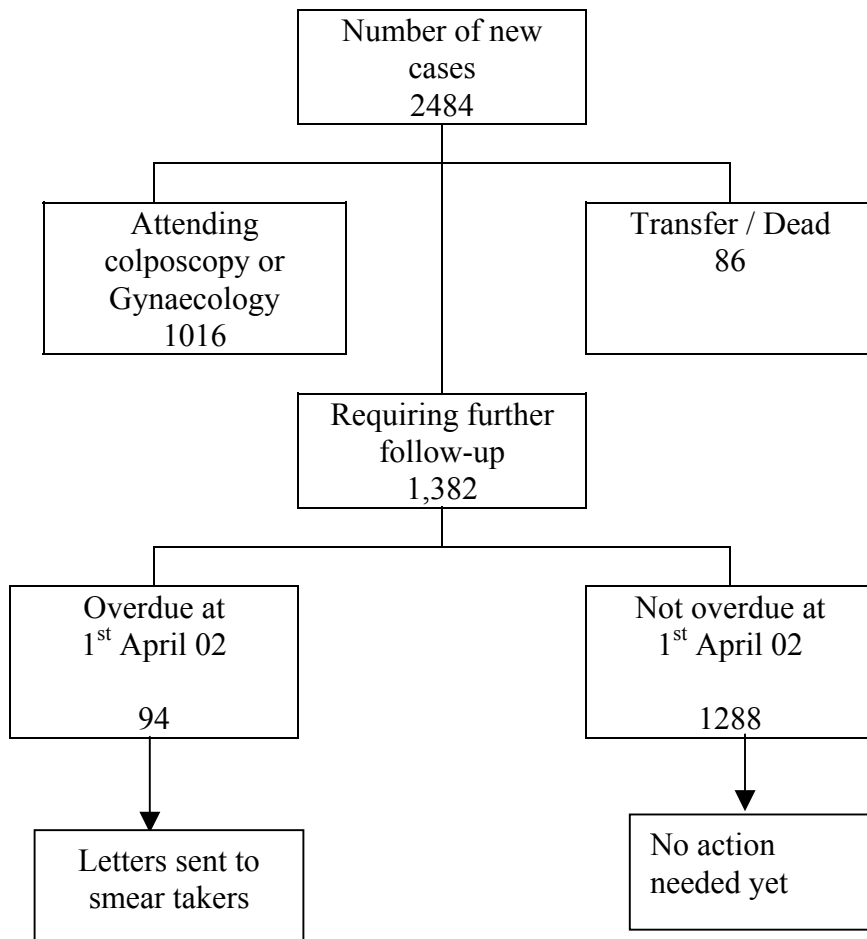 Number of new
cases
2484
Attending
colposcopy or
Gynaecology
1016
Transfer / Dead
86
Requiring further
follow-up
1,382
Overdue at
1st April 02
94
Not overdue at
1st April 02
1288
Letters sent to
smear takers
No action
needed yet